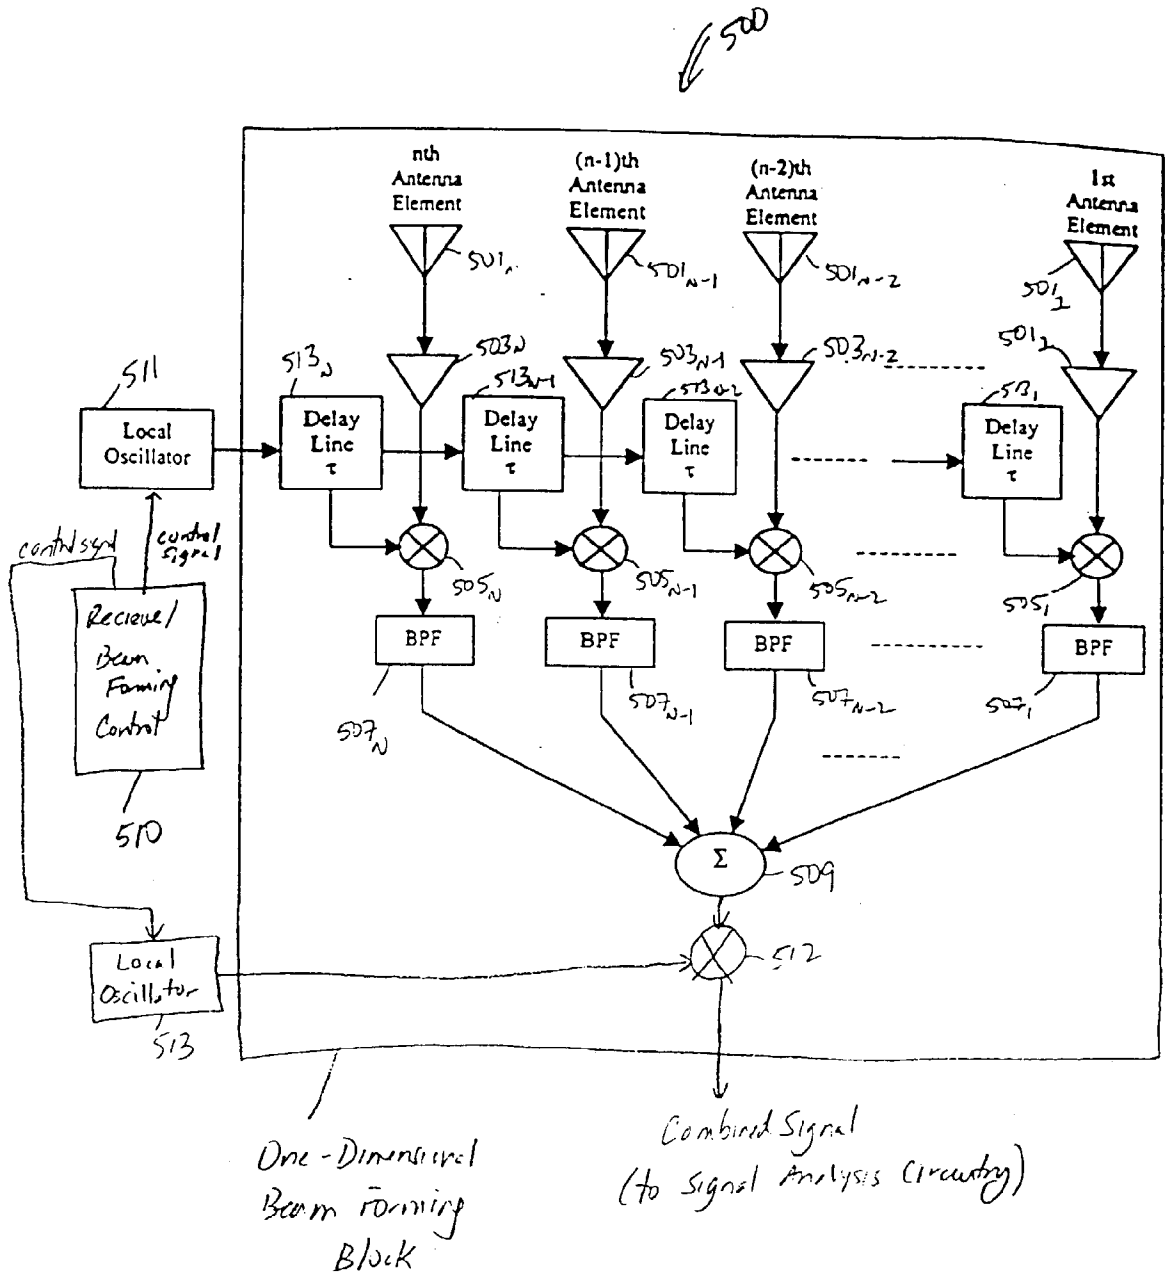 500
nth
Antenna
Element
(n-1)th
Antenna
Element
(n-2)th
Antenna
Element
1st
Antenna
Element
501n
501N-1
501N-2
5011
511
513N
503N
513N-1
503N-1
513N-2
503N-2
5131
5011
Local
Oscillator
Delay
Line
τ
Delay
Line
τ
Delay
Line
τ
Delay
Line
τ
control signl
control
signal
505N
505N-1
505N-2
5051
Recieve/
Beam
Forming
Control
BPF
BPF
BPF
BPF
507N
507N-1
507N-2
5071
510
Σ
509
Local
Oscillator
512
513
One-Dimensional
Beam Forming
Block
Combined Signal
(to Signal Analysis Circuitry)